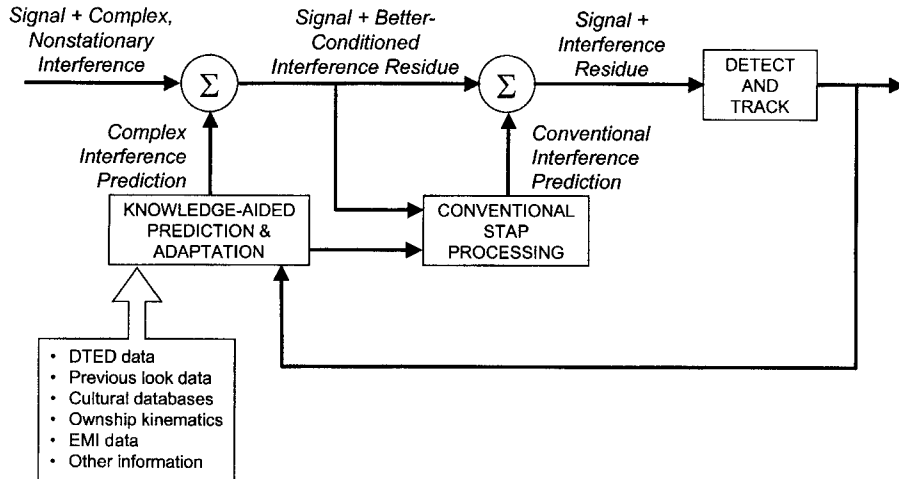 Signal + Complex,
Nonstationary
Interference
Signal + Better-
Conditioned
Interference Residue
Signal +
Interference
Residue
Σ
Σ
DETECT
AND
TRACK
Complex
Interference
Prediction
Conventional
Interference
Prediction
KNOWLEDGE-AIDED
PREDICTION &
ADAPTATION
CONVENTIONAL
STAP
PROCESSING
• DTED data
• Previous look data
• Cultural databases
• Ownship kinematics
• EMI data
• Other information